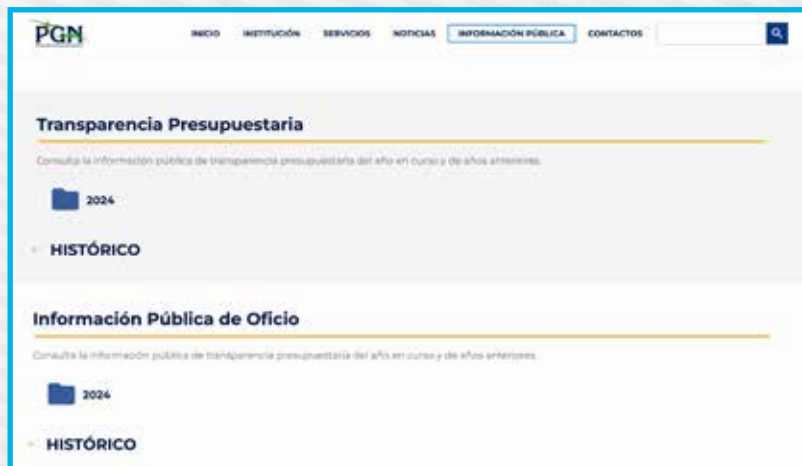 PGN
INICIO INSTITUCIÓN SERVICIOS NOTICIAS INFORMACIÓN PÚBLICA CONTACTOS
Transparencia Presupuestaria
Consulta la información pública de transparencia presupuestaria del año en curso y de años anteriores.
2024
HISTÓRICO
Información Pública de Oficio
Consulta la información pública de transparencia presupuestaria del año en curso y de años anteriores.
2024
HISTÓRICO